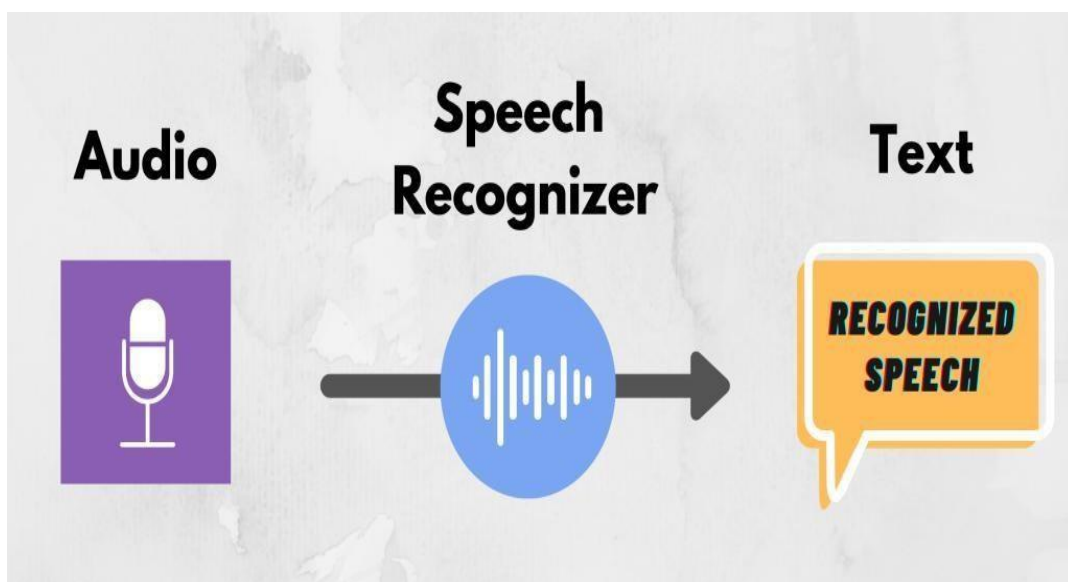 Audio
Speech
Recognizer
Text
RECOGNIZED
SPEECH